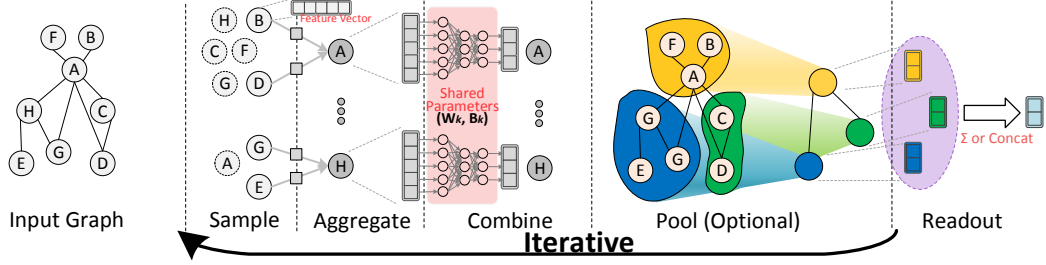 F B
A
H C
G
E D
Input Graph
H B
C F
G D
A G
E
Sample
Feature Vector
A
H
Aggregate
Shared
Parameters
(Wk, Bk)
A
H
Combine
F B
A
G C
G
E D
Pool (Optional)
Σ or Concat
Readout
Iterative